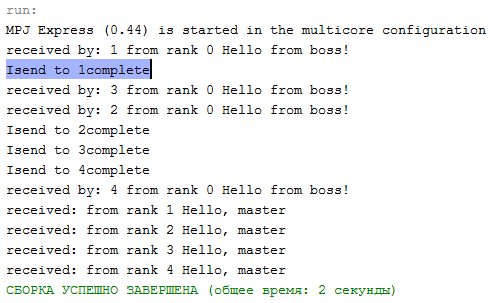 run:
MPJ Express (0.44) is started in the multicore configuration
received by: 1 from rank 0 Hello from boss!
Isend to 1complete
received by: 3 from rank 0 Hello from boss!
received by: 2 from rank 0 Hello from boss!
Isend to 2complete
Isend to 3complete
Isend to 4complete
received by: 4 from rank 0 Hello from boss!
received: from rank 1 Hello, master
received: from rank 2 Hello, master
received: from rank 3 Hello, master
received: from rank 4 Hello, master
СБОРКА УСПЕШНО ЗАВЕРШЕНА (общее время: 2 секунды)